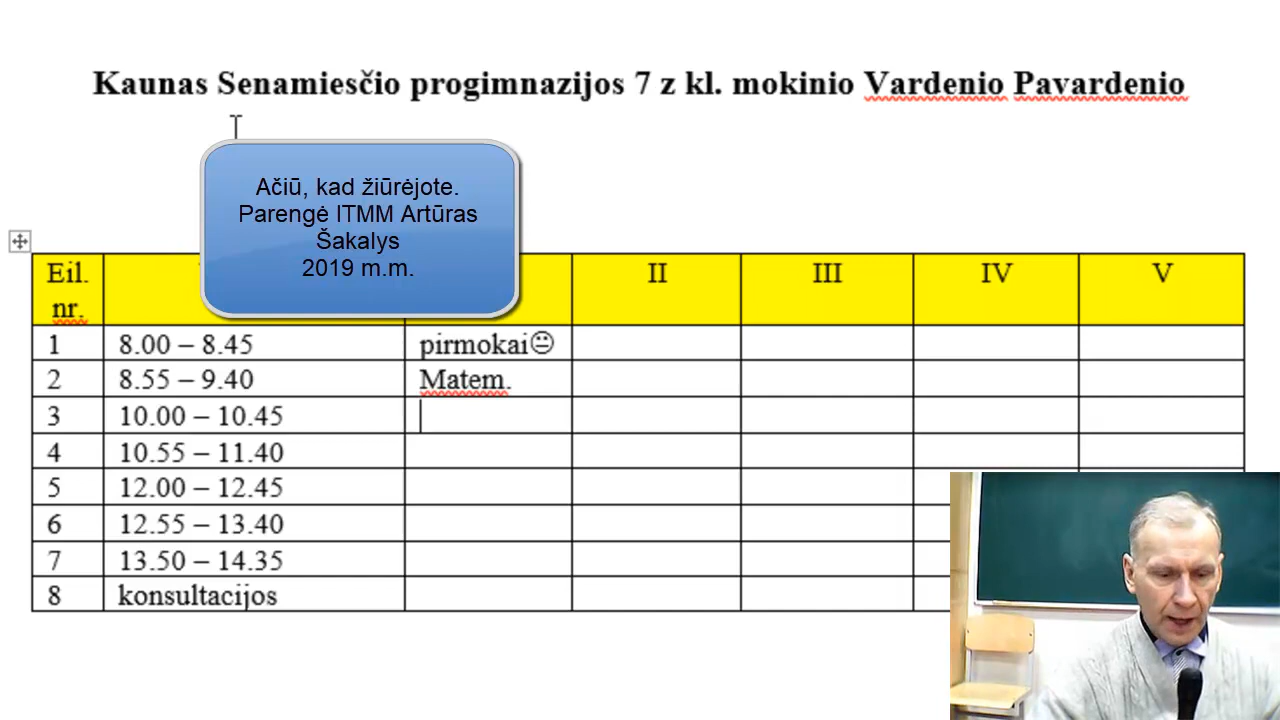 Kaunas Senamiesčio progimnazijos 7 z kl. mokinio Vardenio Pavardenio
Ačiū, kad žiūrėjote.
Parengė ITMM Artūras
Šakalys
2019 m.m.
Eil. nr. II III IV V
1 8.00 – 8.45 pirmokai😐
2 8.55 – 9.40 Matem.
3 10.00 – 10.45
4 10.55 – 11.40
5 12.00 – 12.45
6 12.55 – 13.40
7 13.50 – 14.35
8 konsultacijos